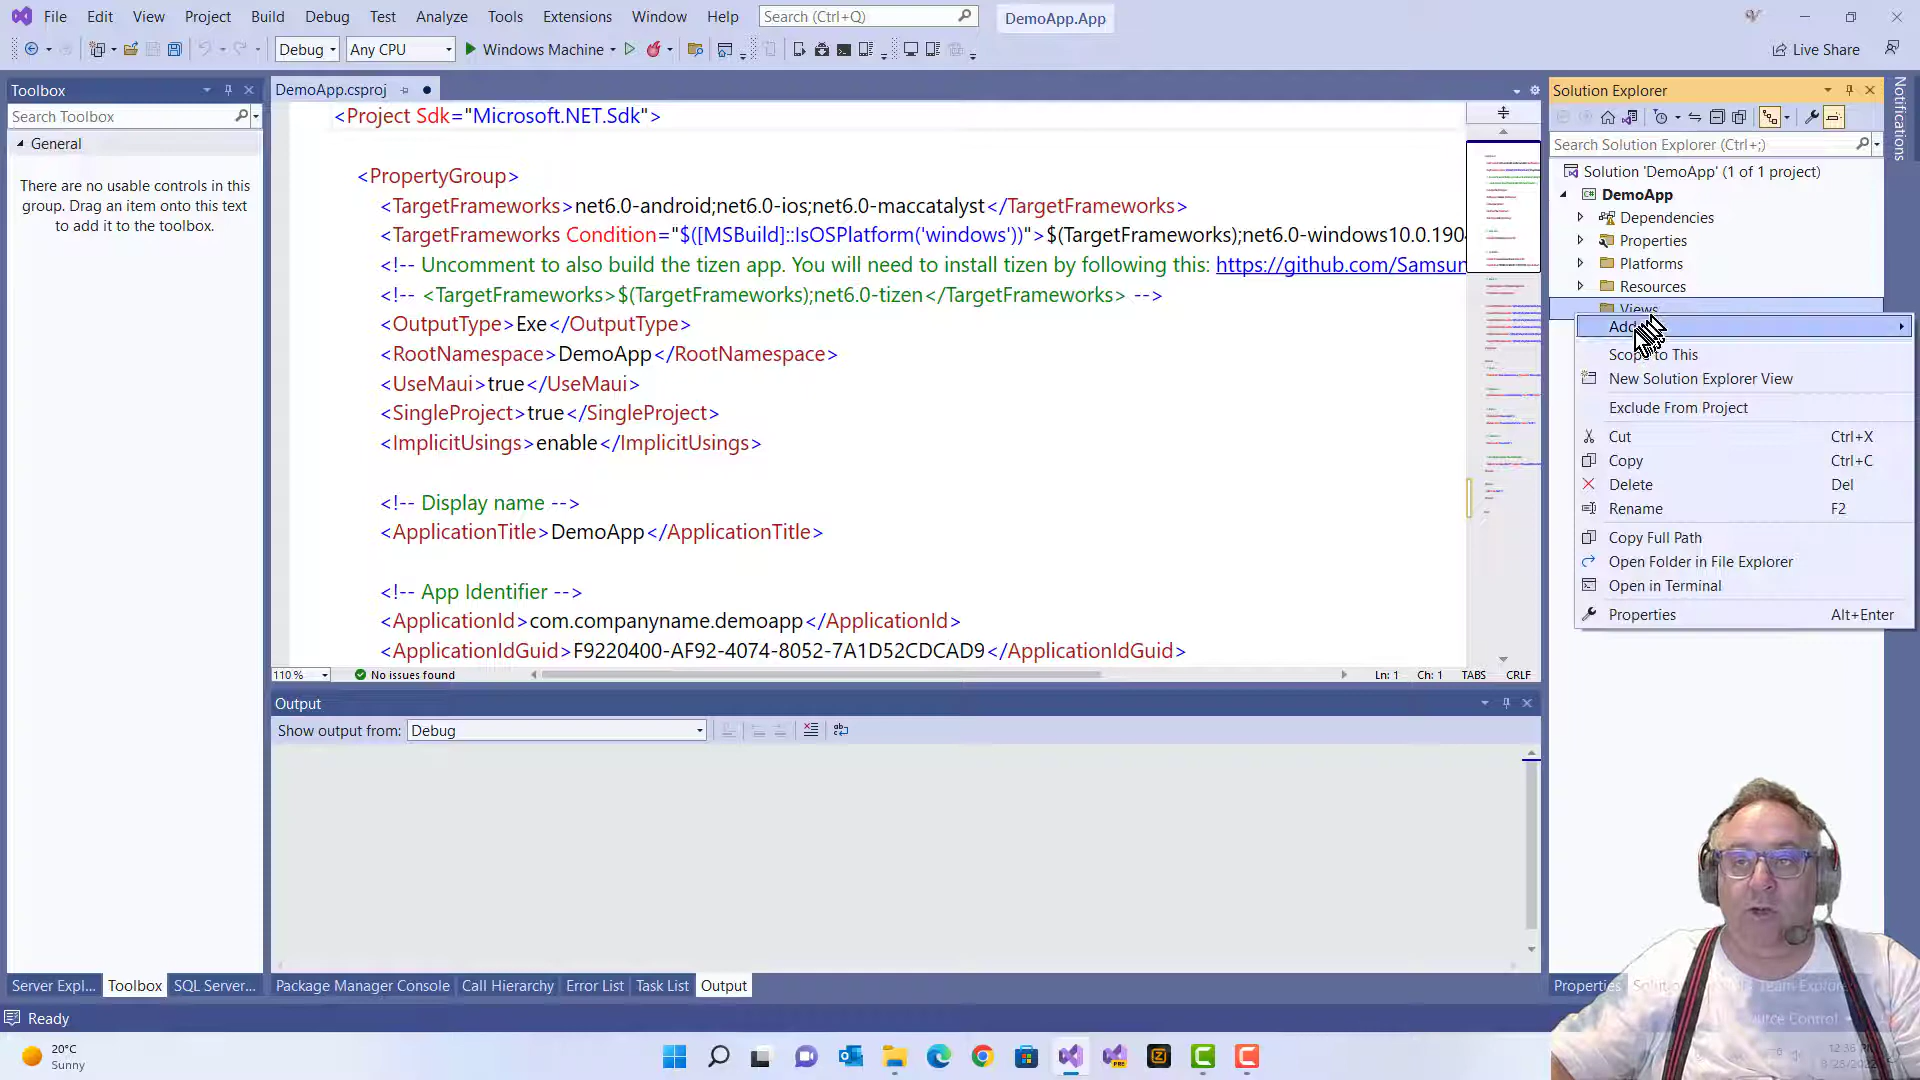 File Edit View Project Build Debug Test Analyze Tools Extensions Window Help Search (Ctrl+Q) DemoApp.App
Debug Any CPU Windows Machine Live Share
Toolbox
Search Toolbox
General
There are no usable controls in this
group. Drag an item onto this text
to add it to the toolbox.
DemoApp.csproj
<Project Sdk="Microsoft.NET.Sdk">
<PropertyGroup>
<TargetFrameworks>net6.0-android;net6.0-ios;net6.0-maccatalyst</TargetFrameworks>
<TargetFrameworks Condition="$([MSBuild]::IsOSPlatform('windows'))">$(TargetFrameworks);net6.0-windows10.0.190
<!-- Uncomment to also build the tizen app. You will need to install tizen by following this: https://github.com/Samsun
<!-- <TargetFrameworks>$(TargetFrameworks);net6.0-tizen</TargetFrameworks> -->
<OutputType>Exe</OutputType>
<RootNamespace>DemoApp</RootNamespace>
<UseMaui>true</UseMaui>
<SingleProject>true</SingleProject>
<ImplicitUsings>enable</ImplicitUsings>
<!-- Display name -->
<ApplicationTitle>DemoApp</ApplicationTitle>
<!-- App Identifier -->
<ApplicationId>com.companyname.demoapp</ApplicationId>
<ApplicationIdGuid>F9220400-AF92-4074-8052-7A1D52CDCAD9</ApplicationIdGuid>
110 % No issues found Ln: 1 Ch: 1 TABS CRLF
Output
Show output from: Debug
Solution Explorer
Search Solution Explorer (Ctrl+;)
Solution 'DemoApp' (1 of 1 project)
DemoApp
Dependencies
Properties
Platforms
Resources
Views
Add
Scope to This
New Solution Explorer View
Exclude From Project
Cut Ctrl+X
Copy Ctrl+C
Delete Del
Rename F2
Copy Full Path
Open Folder in File Explorer
Open in Terminal
Properties Alt+Enter
Notifications
Server Expl... Toolbox SQL Server... Package Manager Console Call Hierarchy Error List Task List Output Properties
Ready
20°C
Sunny